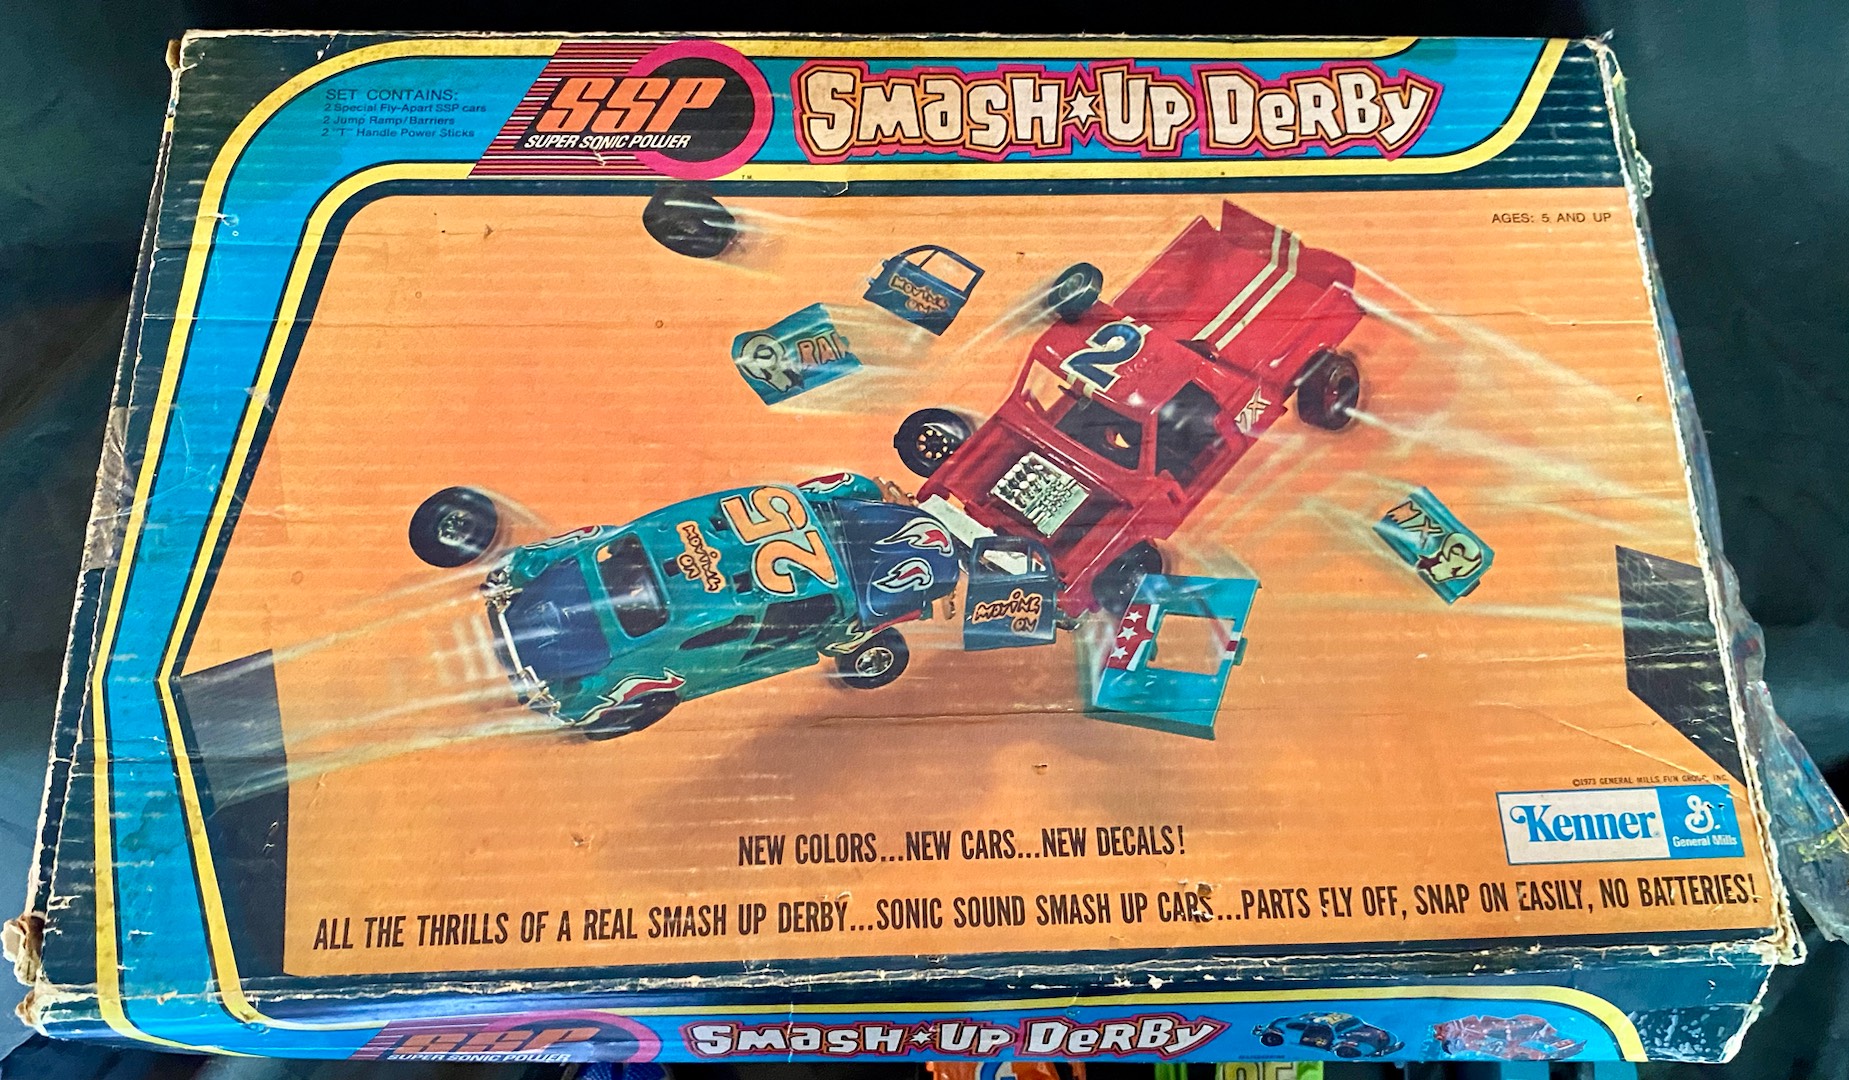 SET CONTAINS:
2 Special Fly-Apart SSP cars
2 Jump Ramp/Barriers
2 "T" Handle Power Sticks
SSP
SUPER SONIC POWER
TM
SMASH★UP DERBY
AGES: 5 AND UP
MOVING
ON
RAM
2
25
MOVING
ON
MOVING
ON
©1973 GENERAL MILLS FUN GROUP, INC.
Kenner
General Mills
NEW COLORS...NEW CARS...NEW DECALS!
ALL THE THRILLS OF A REAL SMASH UP DERBY...SONIC SOUND SMASH UP CARS...PARTS FLY OFF, SNAP ON EASILY, NO BATTERIES!
SSP
SUPER SONIC POWER
SMASH★UP DERBY